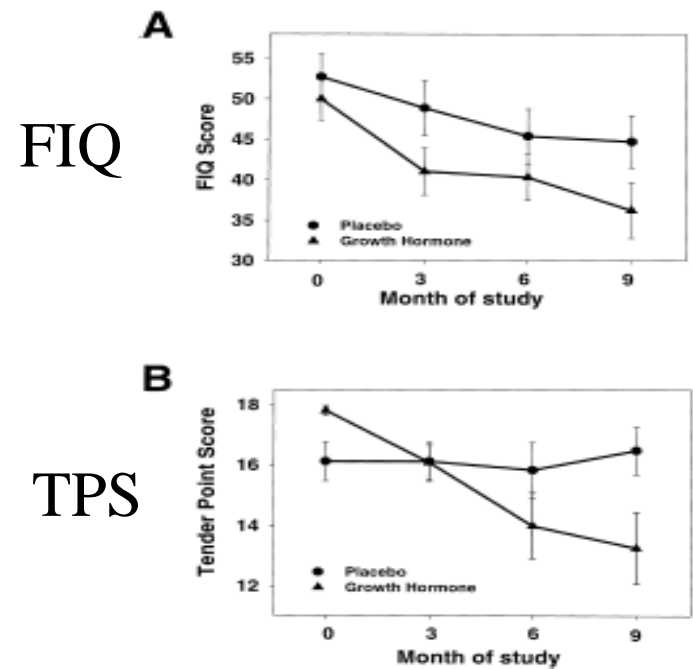 A
FIQ
FIQ Score
55
50
45
40
35
30
Placebo
Growth Hormone
0 3 6 9
Month of study
B
TPS
Tender Point Score
18
16
14
12
Placebo
Growth Hormone
0 3 6 9
Month of study